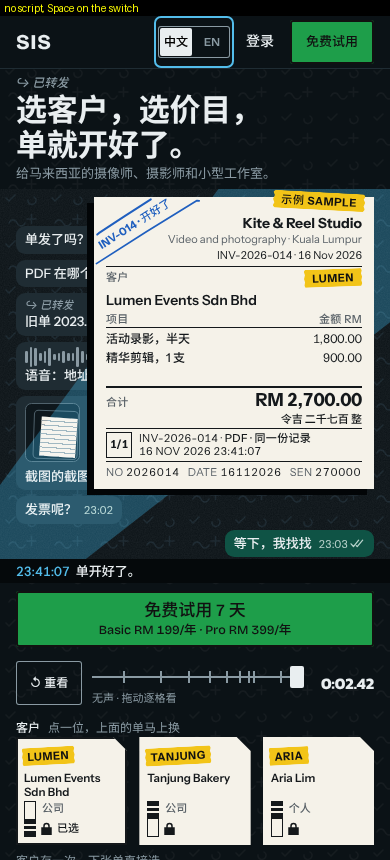 no script, Space on the switch
SIS 中文 EN 登录 免费试用
已转发
选客户，选价目，
单就开好了。
给马来西亚的摄像师、摄影师和小型工作室。
示例 SAMPLE
INV-014 · 开好了
单发了吗？
Kite & Reel Studio
Video and photography · Kuala Lumpur
INV-2026-014 · 16 Nov 2026
PDF 在哪
客户 LUMEN
已转发
Lumen Events Sdn Bhd
旧单 2023.
项目 金额 RM
活动录影，半天 1,800.00
精华剪辑，1 支 900.00
语音：地址
合计 RM 2,700.00
令吉二千七百整
1/1 INV-2026-014 · PDF · 同一份记录
16 NOV 2026 23:41:07
截图的截图
NO 2026014 DATE 16112026 SEN 270000
发票呢？ 23:02
等下，我找找 23:03
23:41:07 单开好了。
免费试用 7 天
Basic RM 199/年 · Pro RM 399/年
重看
无声 · 拖动逐格看
0:02.42
客户 点一位，上面的单马上换
LUMEN TANJUNG ARIA
Lumen Events Sdn Bhd
Tanjung Bakery
Aria Lim
公司 公司 个人
已选